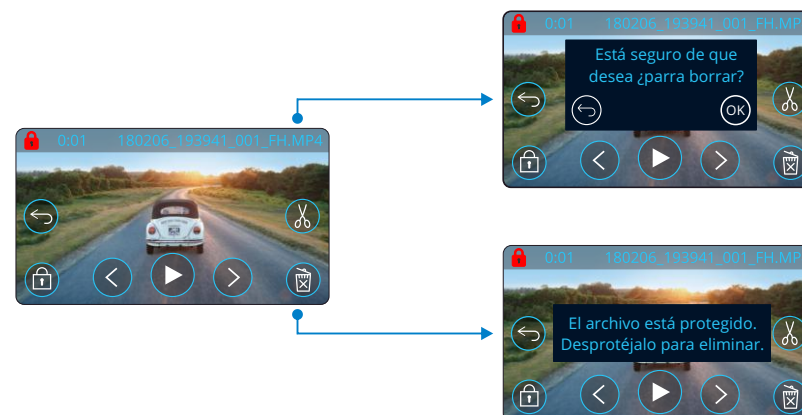 0:01 180206_193941_001_FH.MP4
0:01 180206_193941_001_FH.MP
Está seguro de que
desea ¿parra borrar?
OK
0:01 180206_193941_001_FH.MP
El archivo está protegido.
Desprotéjalo para eliminar.